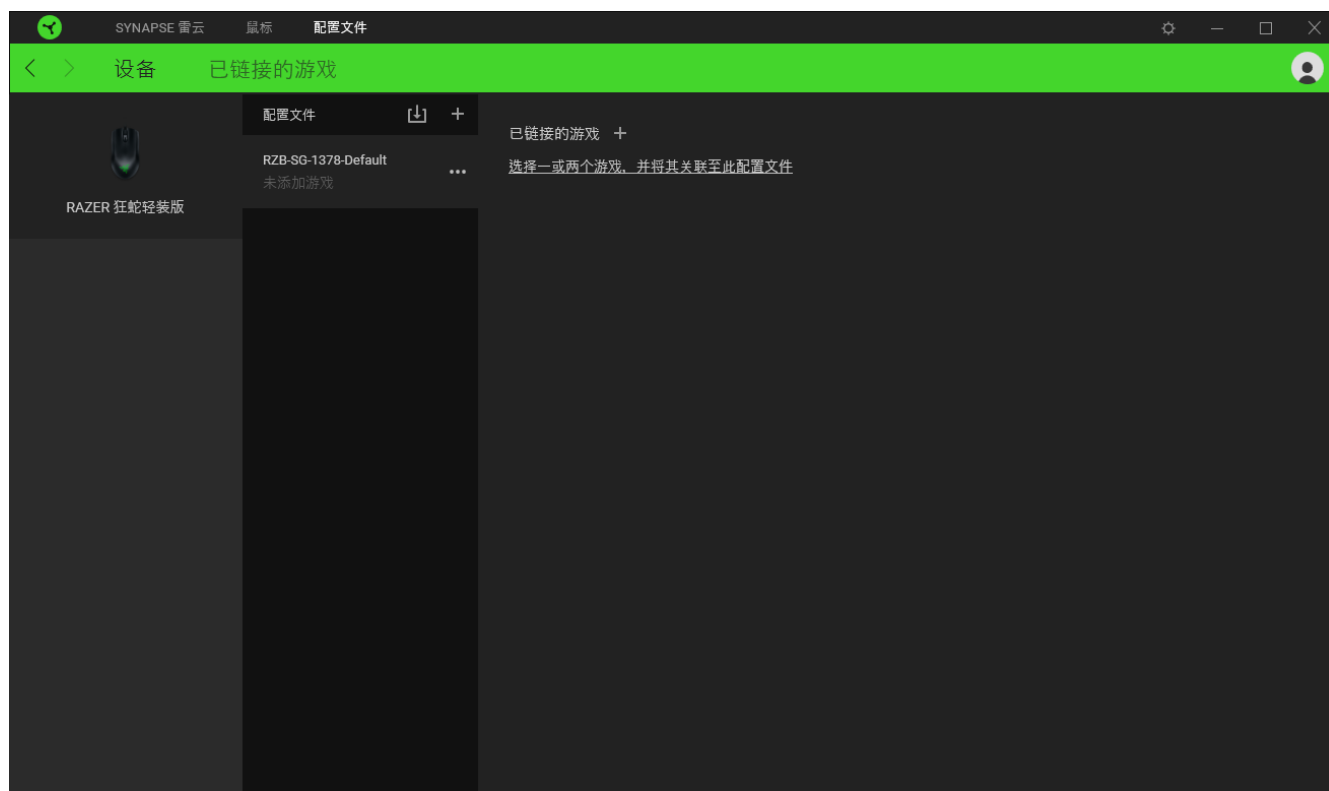 SYNAPSE 雷云 鼠标 配置文件
设备 已链接的游戏
RAZER 狂蛇轻装版
配置文件
RZB-SG-1378-Default
未添加游戏
已链接的游戏
选择一或两个游戏，并将其关联至此配置文件